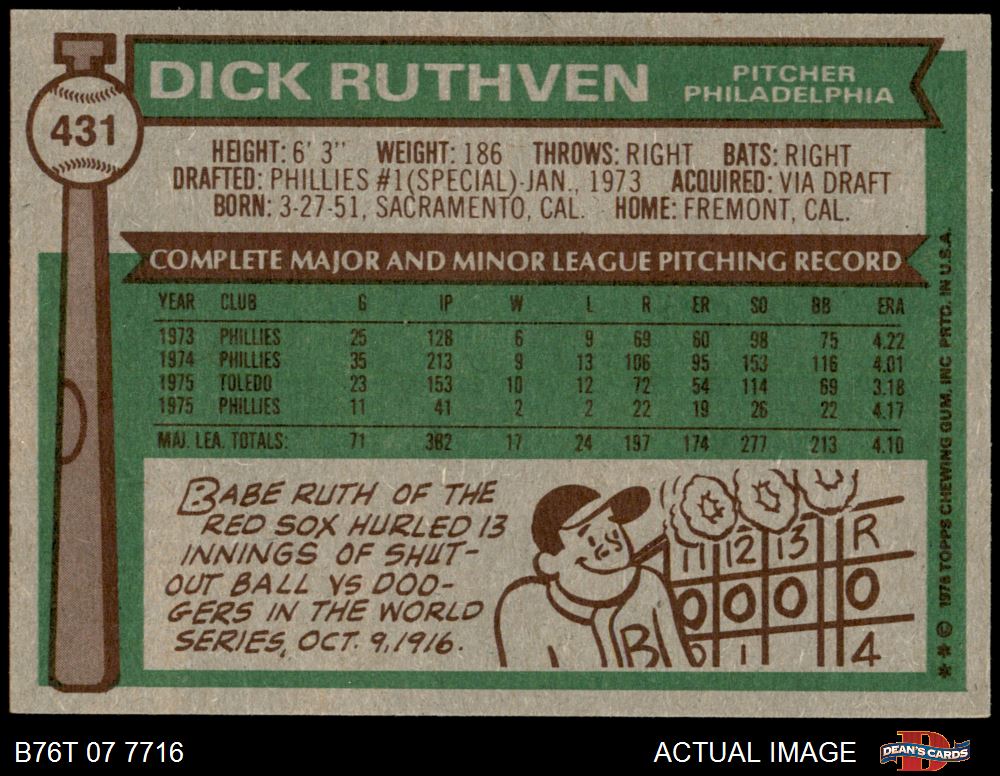 431
DICK RUTHVEN
PITCHER
PHILADELPHIA
HEIGHT: 6' 3" WEIGHT: 186 THROWS: RIGHT BATS: RIGHT
DRAFTED: PHILLIES #1(SPECIAL)-JAN., 1973 ACQUIRED: VIA DRAFT
BORN: 3-27-51, SACRAMENTO, CAL. HOME: FREMONT, CAL.
COMPLETE MAJOR AND MINOR LEAGUE PITCHING RECORD
YEAR CLUB G IP W L R ER SO BB ERA
1973 PHILLIES 25 128 6 9 69 60 98 75 4.22
1974 PHILLIES 35 213 9 13 106 95 153 116 4.01
1975 TOLEDO 23 153 10 12 72 54 114 69 3.18
1975 PHILLIES 11 41 2 2 22 19 26 22 4.17
MAJ. LEA. TOTALS: 71 382 17 24 197 174 277 213 4.10
BABE RUTH OF THE
RED SOX HURLED 13
INNINGS OF SHUT-
OUT BALL VS DOD-
GERS IN THE WORLD
SERIES, OCT. 9, 1916.
11 12 13 R
0 0 0 0
0 1 4
B
* * © 1976 TOPPS CHEWING GUM, INC. PRTD. IN U.S.A.
B76T 07 7716
ACTUAL IMAGE
DEAN'S CARDS